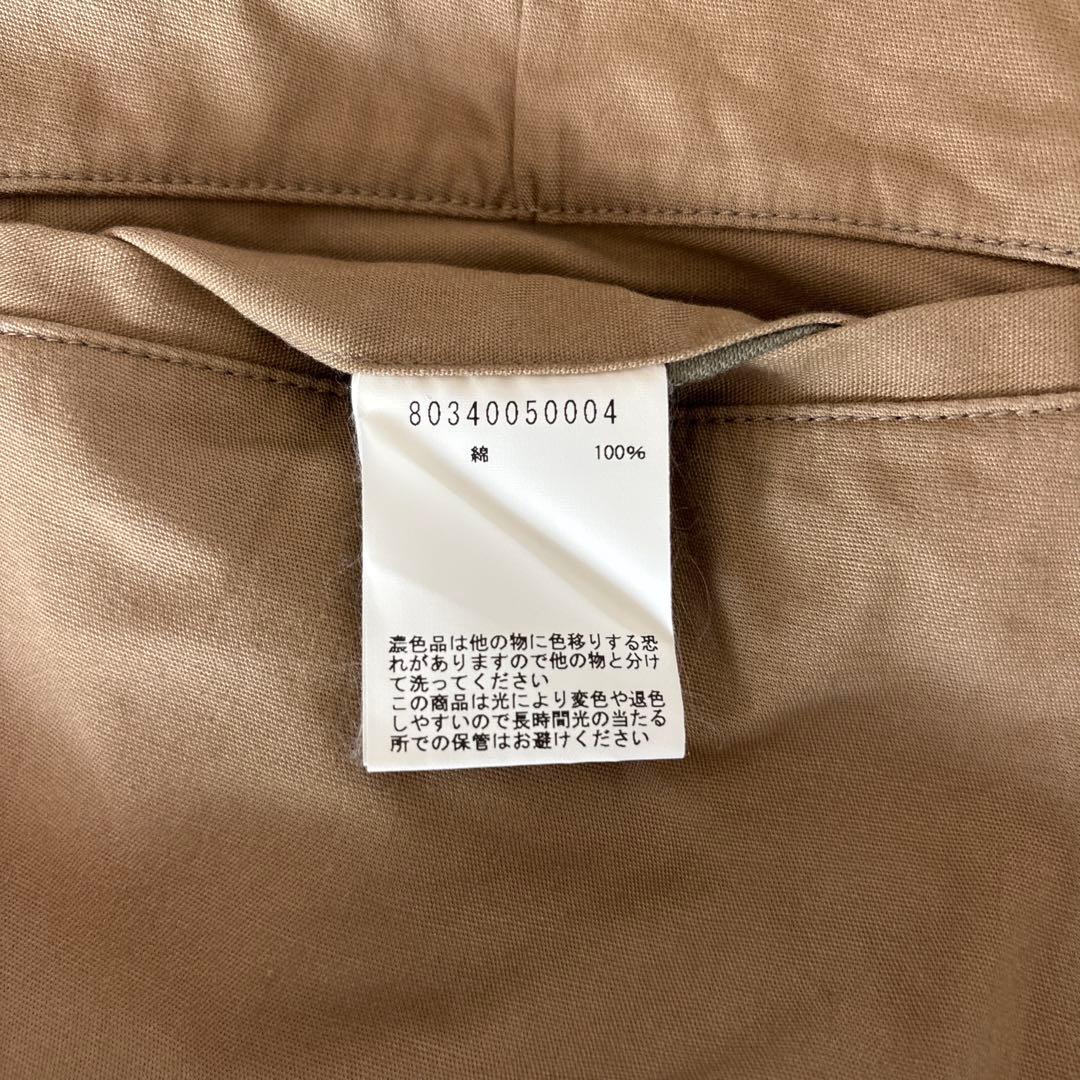 80340050004
綿 100%
濃色品は他の物に色移りする恐
れがありますので他の物と分け
て洗ってください
この商品は光により変色や退色
しやすいので長時間光の当たる
所での保管はお避けください